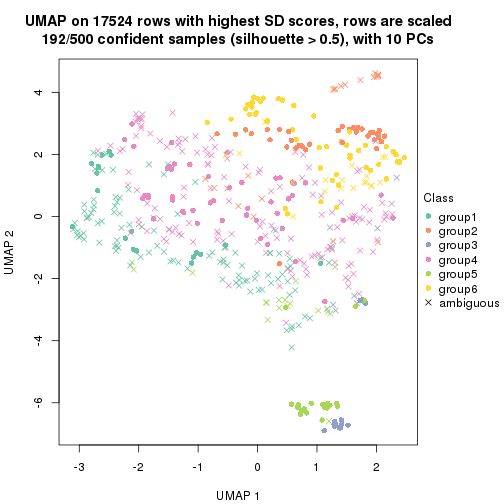 UMAP on 17524 rows with highest SD scores, rows are scaled
192/500 confident samples (silhouette > 0.5), with 10 PCs
4
2
0
-2
-4
-6
UMAP 2
-3
-2
-1
0
1
2
UMAP 1
Class
group1
group2
group3
group4
group5
group6
ambiguous